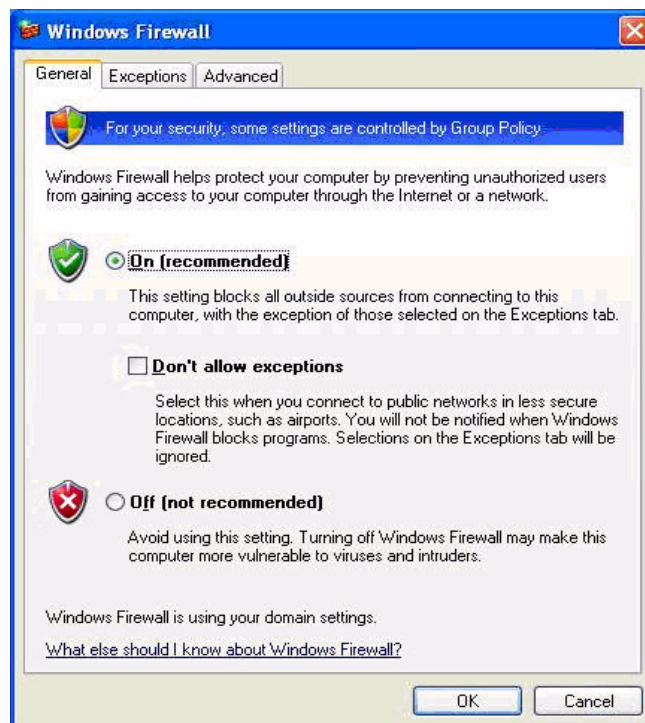 Windows Firewall
General
Exceptions
Advanced
For your security, some settings are controlled by Group Policy
Windows Firewall helps protect your computer by preventing unauthorized users
from gaining access to your computer through the Internet or a network.
On (recommended)
This setting blocks all outside sources from connecting to this
computer, with the exception of those selected on the Exceptions tab.
Don't allow exceptions
Select this when you connect to public networks in less secure
locations, such as airports. You will not be notified when Windows
Firewall blocks programs. Selections on the Exceptions tab will be
ignored.
Off (not recommended)
Avoid using this setting. Turning off Windows Firewall may make this
computer more vulnerable to viruses and intruders.
Windows Firewall is using your domain settings.
What else should I know about Windows Firewall?
OK
Cancel